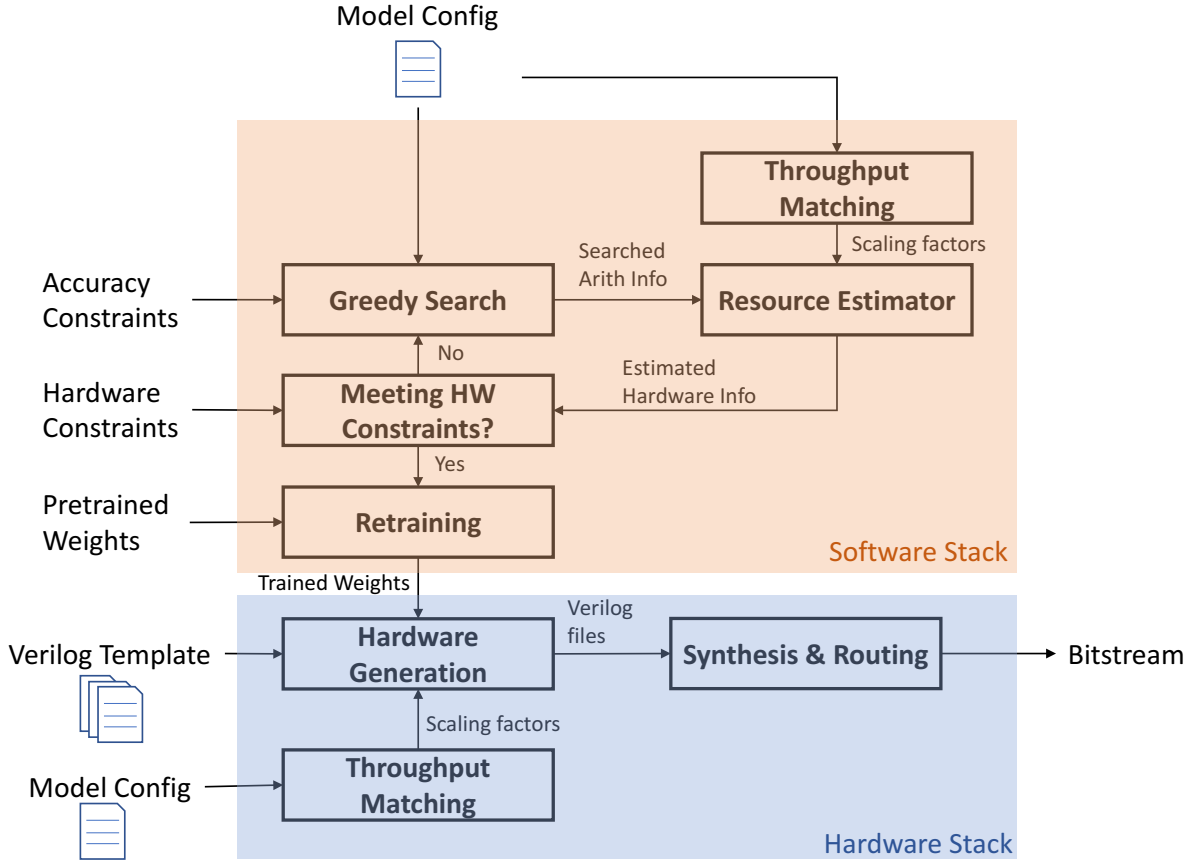 Model Config
Throughput
Matching
Scaling factors
Searched
Arith Info
Accuracy
Constraints
Greedy Search
Resource Estimator
No
Estimated
Hardware Info
Hardware
Constraints
Meeting HW
Constraints?
Yes
Pretrained
Weights
Retraining
Software Stack
Trained Weights
Verilog
files
Verilog Template
Hardware
Generation
Synthesis & Routing
Bitstream
Scaling factors
Model Config
Throughput
Matching
Hardware Stack